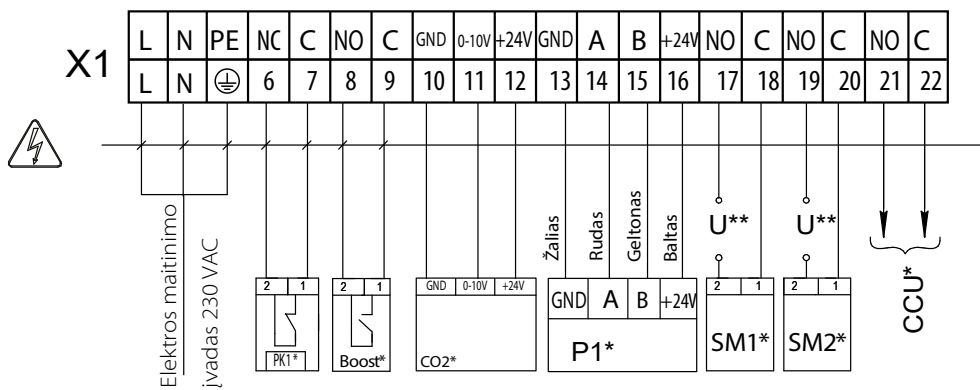 X1
L N PE NC C NO C GND 0-10V +24V GND A B +24V NO C NO C NO C
L N 6 7 8 9 10 11 12 13 14 15 16 17 18 19 20 21 22
Elektros maitinimo
įvadas 230 VAC
Žalias
Rudas
Geltonas
Baltas
U**
U**
CCU*
2 1
PK1*
2 1
Boost*
GND 0-10V +24V
CO2*
GND A B +24V
P1*
2 1
SM1*
2 1
SM2*